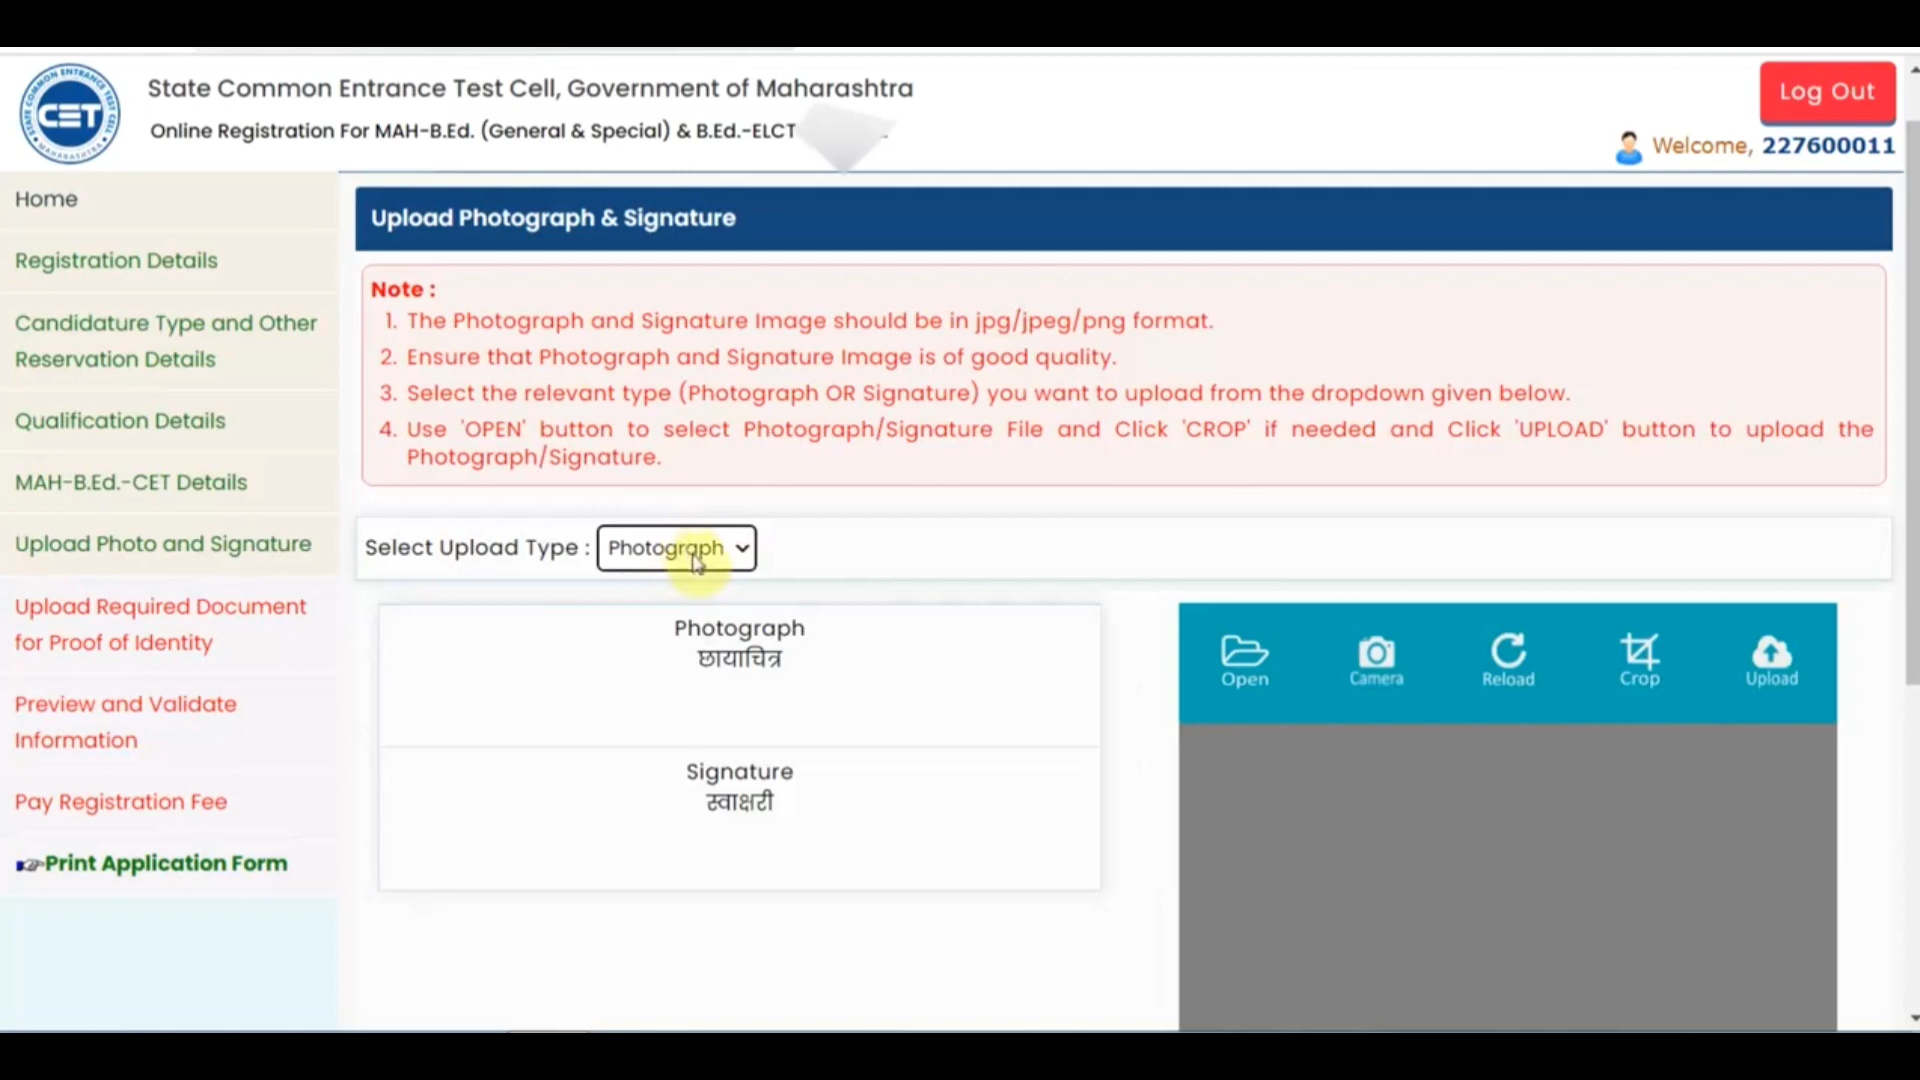 State Common Entrance Test Cell, Government of Maharashtra
Online Registration For MAH-B.Ed. (General & Special) & B.Ed.-ELCT
STATE COMMON ENTRANCE TEST CELL
CET
MAHARASHTRA
Log Out
Welcome, 227600011
Home
Registration Details
Candidature Type and Other
Reservation Details
Qualification Details
MAH-B.Ed.-CET Details
Upload Photo and Signature
Upload Required Document
for Proof of Identity
Preview and Validate
Information
Pay Registration Fee
Print Application Form
Upload Photograph & Signature
Note :
1. The Photograph and Signature Image should be in jpg/jpeg/png format.
2. Ensure that Photograph and Signature Image is of good quality.
3. Select the relevant type (Photograph OR Signature) you want to upload from the dropdown given below.
4. Use 'OPEN' button to select Photograph/Signature File and Click 'CROP' if needed and Click 'UPLOAD' button to upload the
Photograph/Signature.
Select Upload Type : Photograph
Photograph
छायाचित्र
Signature
स्वाक्षरी
Open Camera Reload Crop Upload